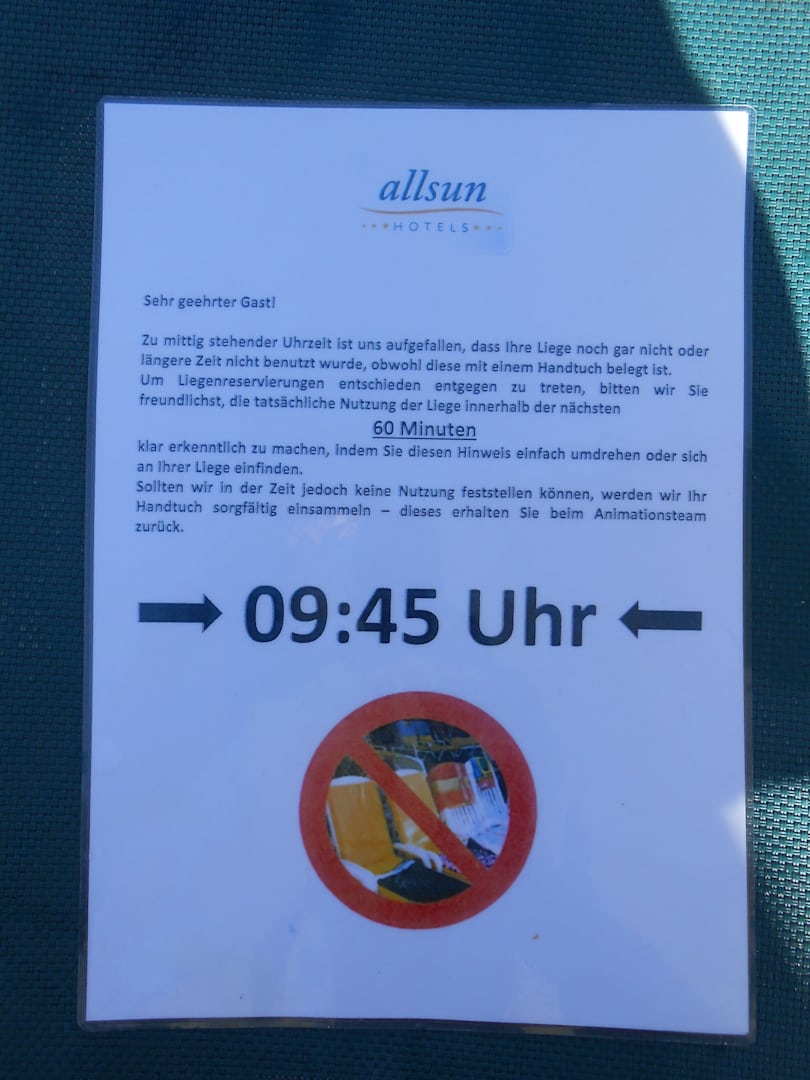 allsun
HOTELS
Sehr geehrter Gast!
Zu mittig stehender Uhrzeit ist uns aufgefallen, dass Ihre Liege noch gar nicht oder
längere Zeit nicht benutzt wurde, obwohl diese mit einem Handtuch belegt ist.
Um Liegenreservierungen entschieden entgegen zu treten, bitten wir Sie
freundlichst, die tatsächliche Nutzung der Liege innerhalb der nächsten
60 Minuten
klar erkenntlich zu machen, indem Sie diesen Hinweis einfach umdrehen oder sich
an Ihrer Liege einfinden.
Sollten wir in der Zeit jedoch keine Nutzung feststellen können, werden wir Ihr
Handtuch sorgfältig einsammeln – dieses erhalten Sie beim Animationsteam
zurück.
09:45 Uhr